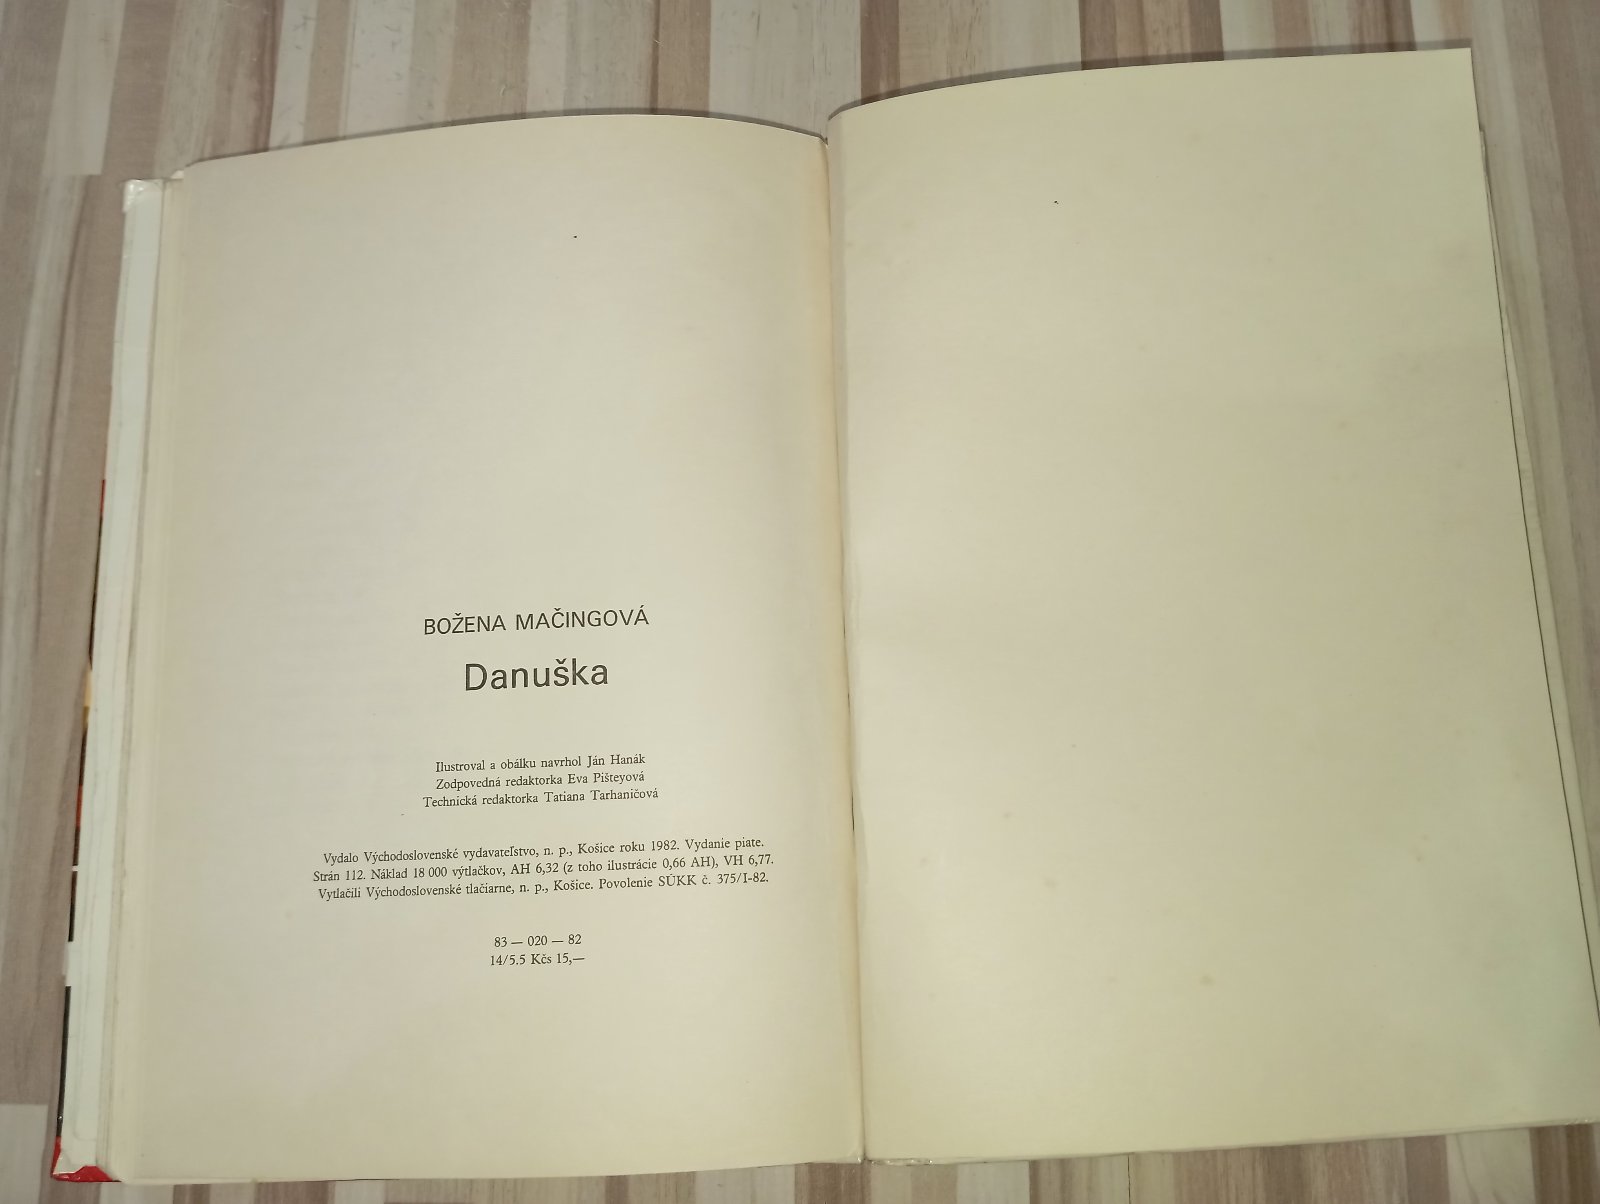 BOŽENA MAČINGOVÁ
Danuška
Ilustroval a obálku navrhol Ján Hanák
Zodpovedná redaktorka Eva Pišteyová
Technická redaktorka Tatiana Tarhaničová
Vydalo Východoslovenské vydavateľstvo, n. p., Košice roku 1982. Vydanie piate.
Strán 112. Náklad 18 000 výtlačkov, AH 6,32 (z toho ilustrácie 0,66 AH), VH 6,77.
Vytlačili Východoslovenské tlačiarne, n. p., Košice. Povolenie SÚKK č. 375/I-82.
83 — 020 — 82
14/5.5 Kčs 15,—